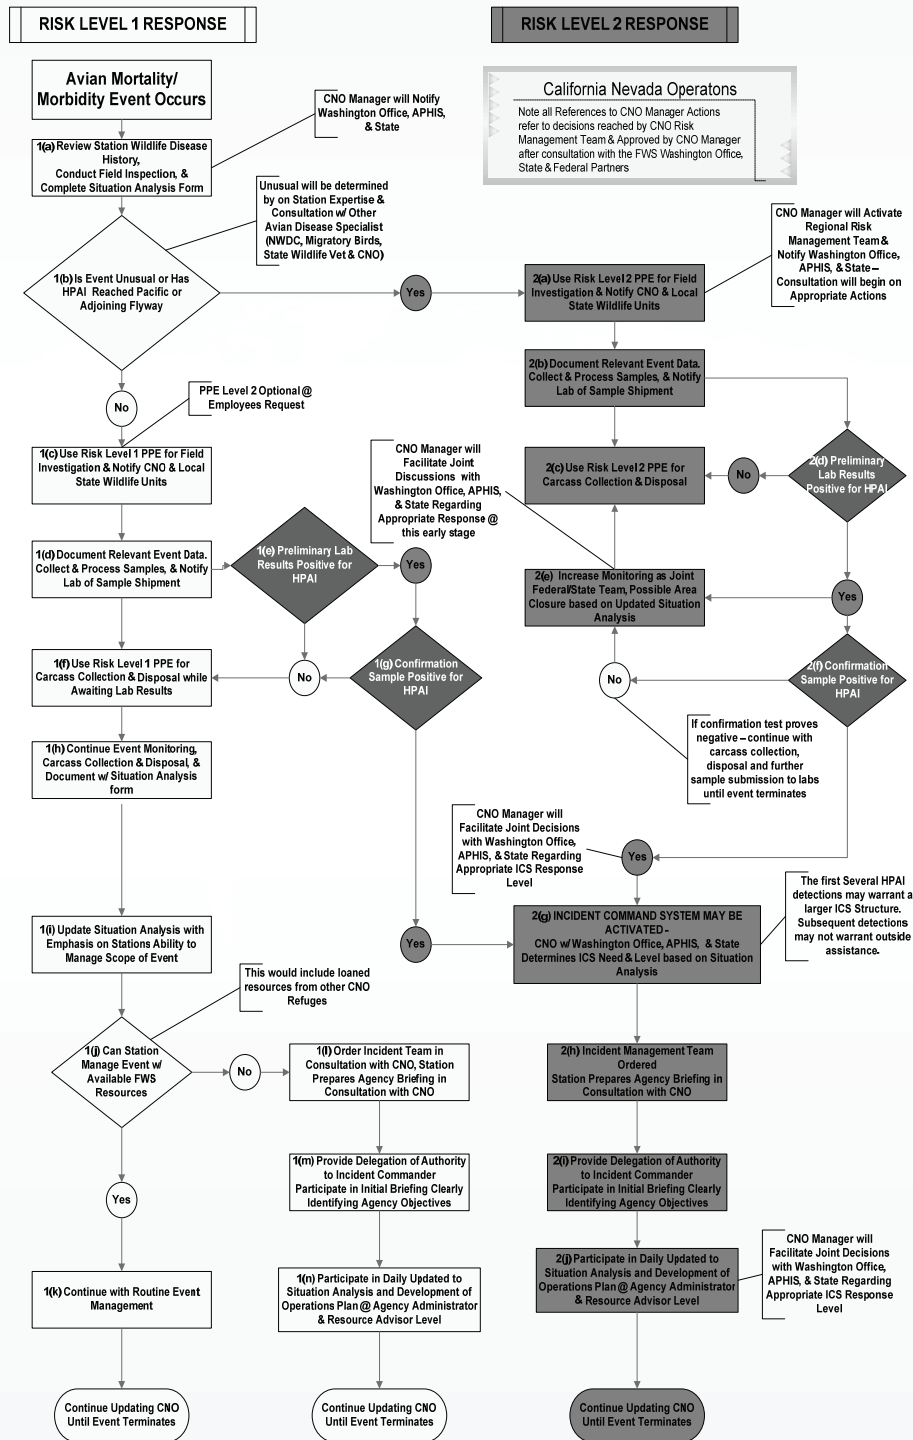 RISK LEVEL 1 RESPONSE
RISK LEVEL 2 RESPONSE
Avian Mortality/
Morbidity Event Occurs
CNO Manager will Notify
Washington Office, APHIS,
& State
California Nevada Operatons
Note all References to CNO Manager Actions
refer to decisions reached by CNO Risk
Management Team & Approved by CNO Manager
after consultation with the FWS Washington Office,
State & Federal Partners
1(a) Review Station Wildlife Disease
History,
Conduct Field Inspection, &
Complete Situation Analysis Form
Unusual will be determined
by on Station Expertise &
Consultation w/ Other
Avian Disease Specialist
(NWDC, Migratory Birds,
State Wildlife Vet & CNO)
CNO Manager will Activate
Regional Risk
Management Team &
Notify Washington Office,
APHIS, & State –
Consultation will begin on
Appropriate Actions
1(b) Is Event Unusual or Has
HPAI Reached Pacific or
Adjoining Flyway
Yes
2(a) Use Risk Level 2 PPE for Field
Investigation & Notify CNO & Local
State Wildlife Units
No
PPE Level 2 Optional @
Employees Request
2(b) Document Relevant Event Data.
Collect & Process Samples, & Notify
Lab of Sample Shipment
1(c) Use Risk Level 1 PPE for Field
Investigation & Notify CNO & Local
State Wildlife Units
CNO Manager will
Facilitate Joint
Discussions with
Washington Office, APHIS,
& State Regarding
Appropriate Response @
this early stage
2(c) Use Risk Level 2 PPE for
Carcass Collection & Disposal
No
2(d) Preliminary
Lab Results
Positive for HPAI
1(d) Document Relevant Event Data.
Collect & Process Samples, & Notify
Lab of Sample Shipment
1(e) Preliminary Lab
Results Positive for
HPAI
Yes
2(e) Increase Monitoring as Joint
Federal/State Team, Possible Area
Closure based on Updated Situation
Analysis
Yes
1(f) Use Risk Level 1 PPE for
Carcass Collection & Disposal while
Awaiting Lab Results
No
1(g) Confirmation
Sample Positive for
HPAI
No
2(f) Confirmation
Sample Positive for
HPAI
1(h) Continue Event Monitoring,
Carcass Collection & Disposal, &
Document w/ Situation Analysis
form
If confirmation test proves
negative – continue with
carcass collection,
disposal and further
sample submission to labs
until event terminates
CNO Manager will
Facilitate Joint Decisions
with Washington Office,
APHIS, & State Regarding
Appropriate ICS Response
Level
Yes
The first Several HPAI
detections may warrant a
larger ICS Structure.
Subsequent detections
may not warrant outside
assistance.
1(i) Update Situation Analysis with
Emphasis on Stations Ability to
Manage Scope of Event
Yes
2(g) INCIDENT COMMAND SYSTEM MAY BE
ACTIVATED -
CNO w/ Washington Office, APHIS, & State
Determines ICS Need & Level based on Situation
Analysis
This would include loaned
resources from other CNO
Refuges
1(j) Can Station
Manage Event w/
Available FWS
Resources
No
1(l) Order Incident Team in
Consultation with CNO, Station
Prepares Agency Briefing in
Consultation with CNO
2(h) Incident Management Team
Ordered
Station Prepares Agency Briefing in
Consultation with CNO
Yes
1(m) Provide Delegation of Authority
to Incident Commander
Participate in Initial Briefing Clearly
Identifying Agency Objectives
2(i) Provide Delegation of Authority
to Incident Commander
Participate in Initial Briefing Clearly
Identifying Agency Objectives
1(k) Continue with Routine Event
Management
1(n) Participate in Daily Updated to
Situation Analysis and Development of
Operations Plan @ Agency Administrator
& Resource Advisor Level
2(j) Participate in Daily Updated to
Situation Analysis and Development of
Operations Plan @ Agency Administrator
& Resource Advisor Level
CNO Manager will
Facilitate Joint Decisions
with Washington Office,
APHIS, & State Regarding
Appropriate ICS Response
Level
Continue Updating CNO
Until Event Terminates
Continue Updating CNO
Until Event Terminates
Continue Updating CNO
Until Event Terminates